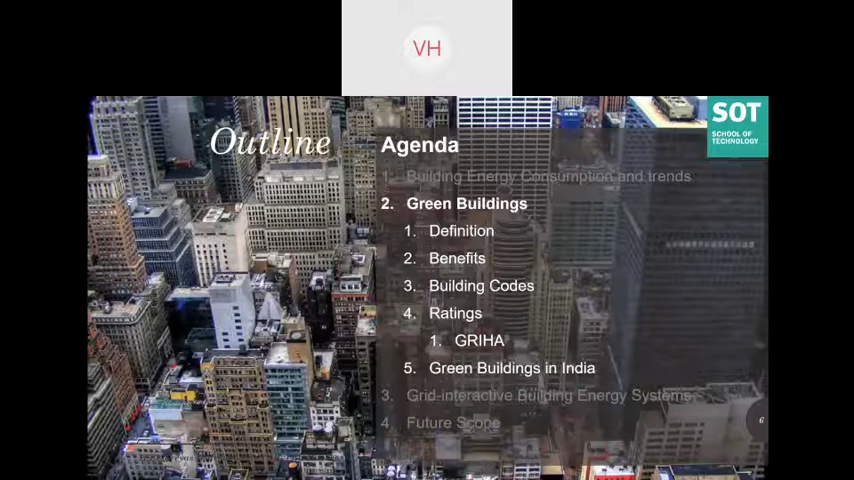 VH
SOT
SCHOOL OF
TECHNOLOGY
Outline
Agenda
1. Building Energy Consumption and trends
2. Green Buildings
1. Definition
2. Benefits
3. Building Codes
4. Ratings
1. GRIHA
5. Green Buildings in India
3. Grid-interactive Building Energy Systems
4. Future Scope
6